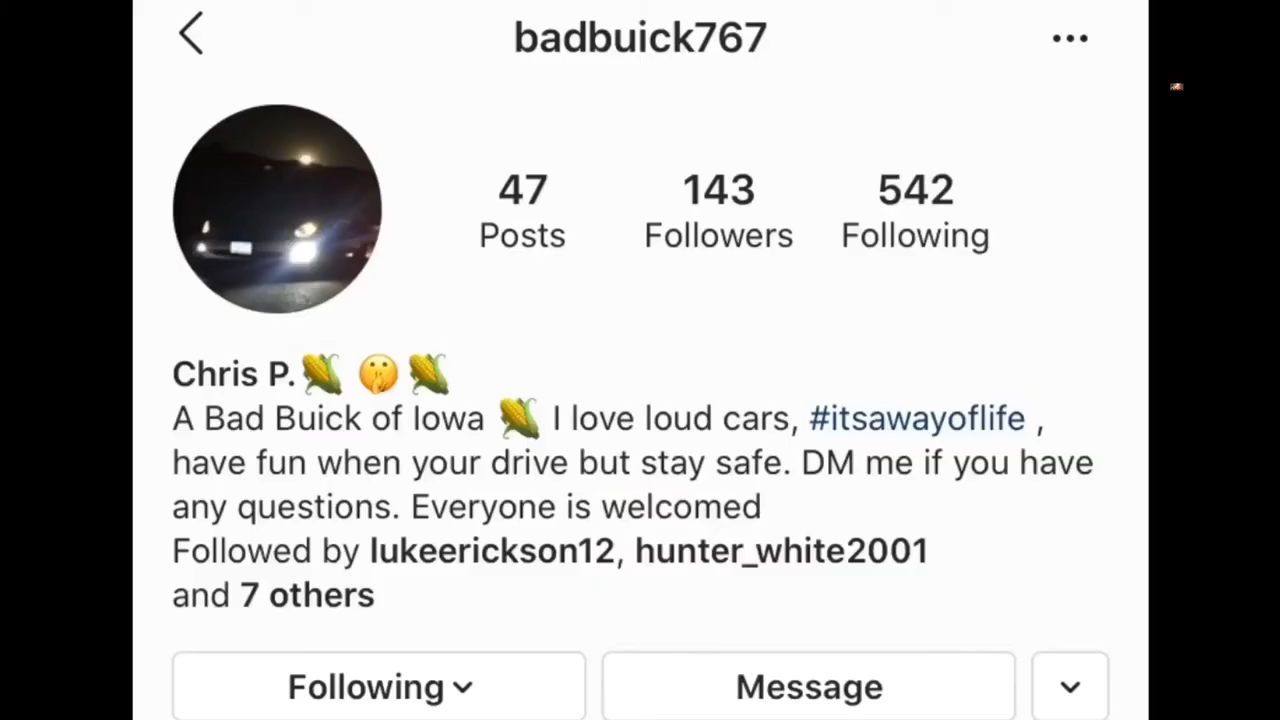 badbuick767
47 143 542
Posts Followers Following
Chris P.🌽 🤫 🌽
A Bad Buick of Iowa 🌽 I love loud cars, #itsawayoflife ,
have fun when your drive but stay safe. DM me if you have
any questions. Everyone is welcomed
Followed by lukeerickson12, hunter_white2001
and 7 others
Following Message